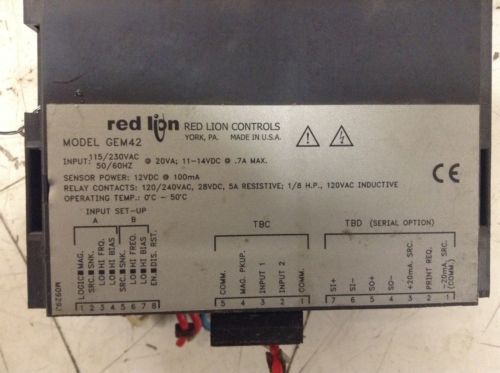 red lion RED LION CONTROLS
YORK, PA. MADE IN U.S.A.
MODEL GEM42
INPUT: 115/230VAC 50/60HZ @ 20VA; 11-14VDC @ .7A MAX.
SENSOR POWER: 12VDC @ 100mA
RELAY CONTACTS: 120/240VAC, 28VDC, 5A RESISTIVE; 1/8 H.P., 120VAC INDUCTIVE
OPERATING TEMP.: 0°C - 50°C
CE
INPUT SET-UP
A B
LOGIC MAG.
SRC. SNK.
LO HI FRQ.
LO HI BIAS
SRC. SNK.
LO HI FREQ.
LO HI BIAS
EN. DIS. RST.
1 2 3 4 5 6 7 8
TBC
COMM.
MAG. PKUP.
INPUT 1
INPUT 2
COMM.
5 4 3 2 1
TBD (SERIAL OPTION)
SI+
SI-
SO+
SO-
+20mA. SRC.
PRINT REQ.
-20mA. SRC. (COMM.)
7 6 5 4 3 2 1